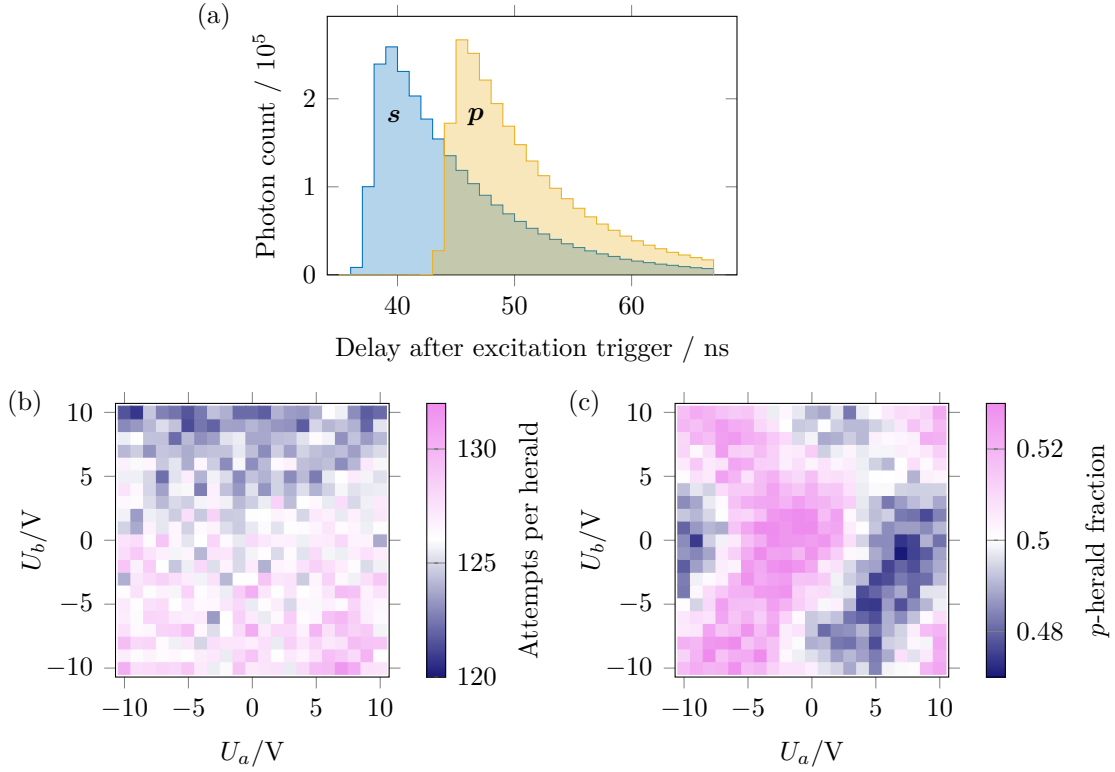 (a)
Photon count / 10⁵
2
1
0
s
p
40 50 60
Delay after excitation trigger / ns
(b)
U_b/V
10
5
0
−5
−10
−10 −5 0 5 10
U_a/V
130
125
120
Attempts per herald
(c)
U_b/V
10
5
0
−5
−10
−10 −5 0 5 10
U_a/V
0.52
0.5
0.48
p-herald fraction